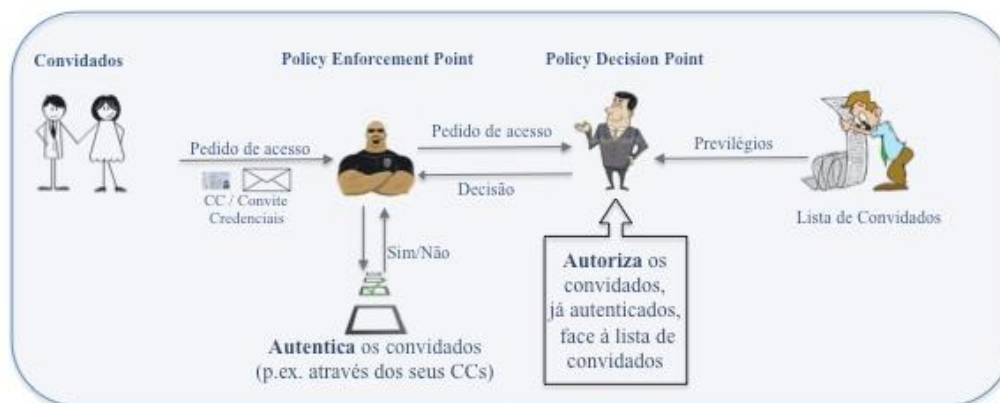 Convidados
Policy Enforcement Point
Policy Decision Point
Pedido de acesso
CC / Convite
Credenciais
Pedido de acesso
Decisão
Previlégios
Lista de Convidados
Sim/Não
Autentica os convidados
(p.ex. através dos seus CCs)
Autoriza os
convidados,
já autenticados,
face à lista de
convidados